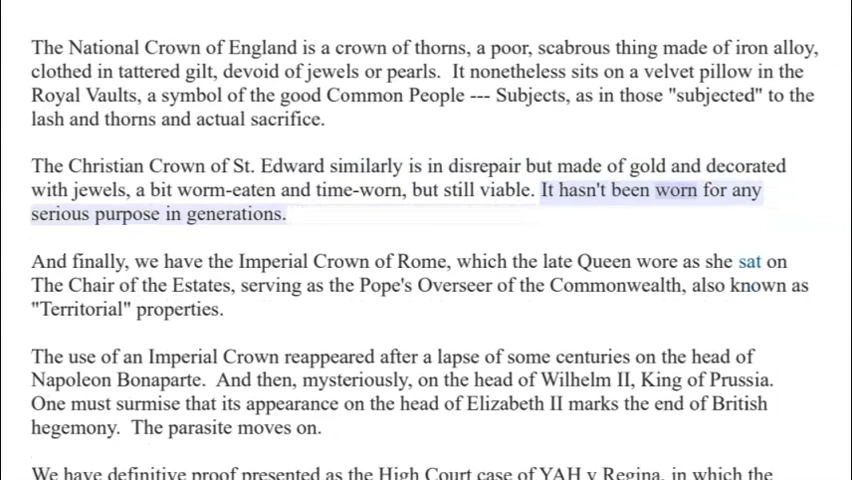 The National Crown of England is a crown of thorns, a poor, scabrous thing made of iron alloy,
clothed in tattered gilt, devoid of jewels or pearls.  It nonetheless sits on a velvet pillow in the
Royal Vaults, a symbol of the good Common People --- Subjects, as in those "subjected" to the
lash and thorns and actual sacrifice.
The Christian Crown of St. Edward similarly is in disrepair but made of gold and decorated
with jewels, a bit worm-eaten and time-worn, but still viable. It hasn't been worn for any
serious purpose in generations.
And finally, we have the Imperial Crown of Rome, which the late Queen wore as she sat on
The Chair of the Estates, serving as the Pope's Overseer of the Commonwealth, also known as
"Territorial" properties.
The use of an Imperial Crown reappeared after a lapse of some centuries on the head of
Napoleon Bonaparte.  And then, mysteriously, on the head of Wilhelm II, King of Prussia.
One must surmise that its appearance on the head of Elizabeth II marks the end of British
hegemony.  The parasite moves on.
We have definitive proof presented as the High Court case of YAH v Regina, in which the